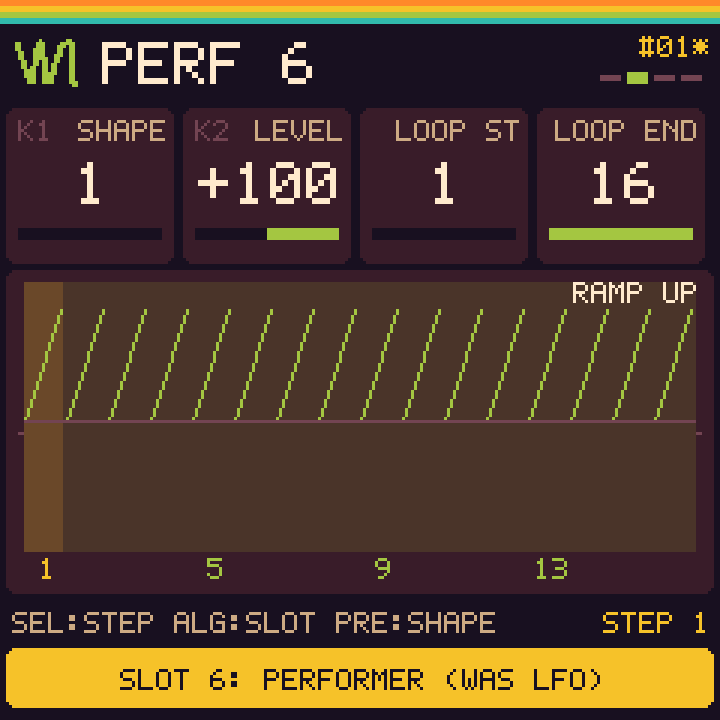 PERF 6
#01*
K1 SHAPE
1
K2 LEVEL
+100
LOOP ST
1
LOOP END
16
RAMP UP
1 5 9 13
SEL:STEP ALG:SLOT PRE:SHAPE STEP 1
SLOT 6: PERFORMER (WAS LFO)